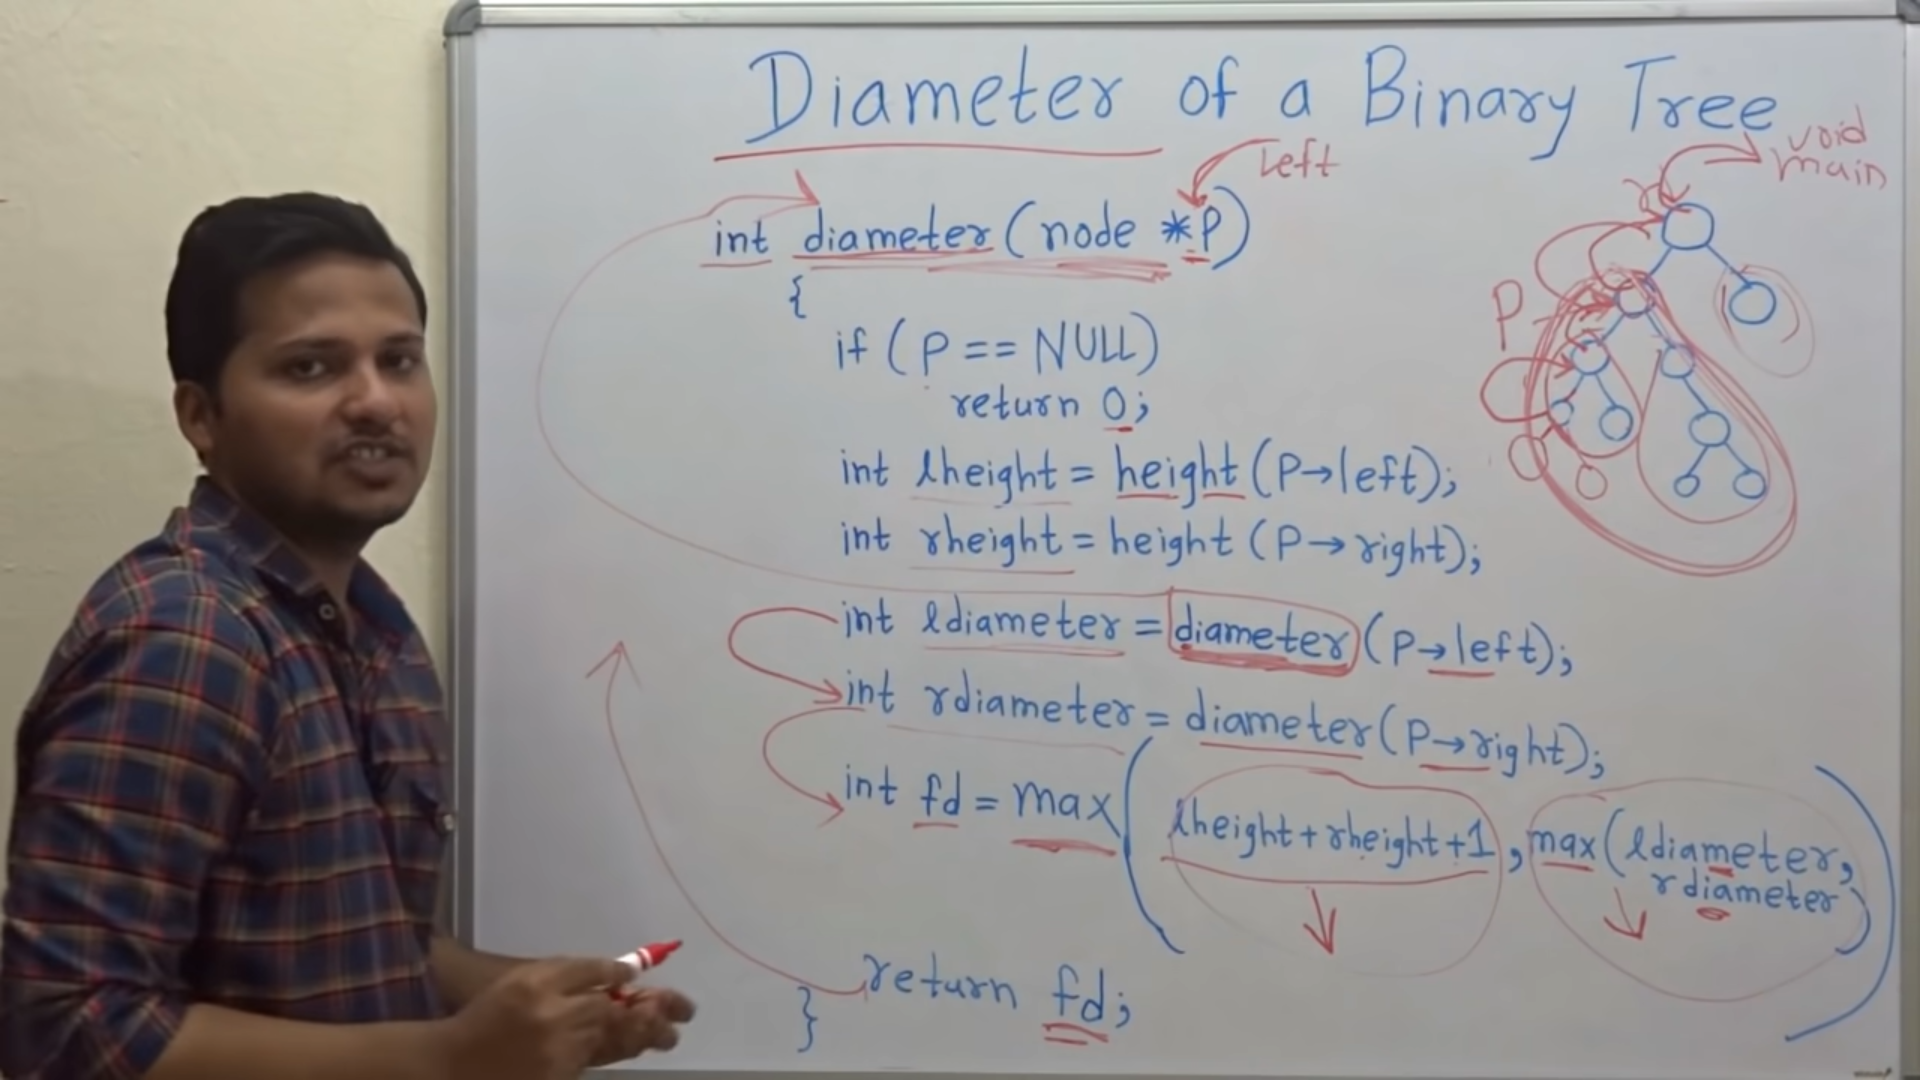 Diameter of a Binary Tree
void
main
left
int diameter (node *P)
{
P
if (P == NULL)
return 0;
int lheight = height (P→left);
int rheight = height (P→right);
int ldiameter = diameter (P→left);
int rdiameter = diameter (P→right);
int fd = max ( lheight + rheight + 1, max (ldiameter,
rdiameter) )
return fd;
}